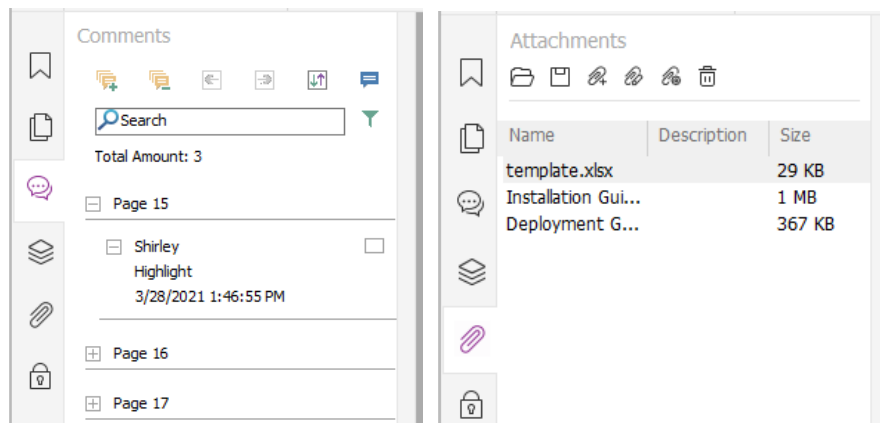 Comments
Search
Total Amount: 3
Page 15
Shirley
Highlight
3/28/2021 1:46:55 PM
Page 16
Page 17
Attachments
Name Description Size
template.xlsx 29 KB
Installation Gui... 1 MB
Deployment G... 367 KB